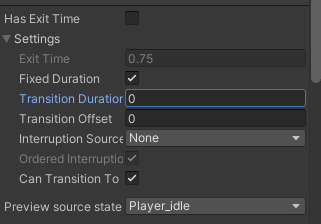 Has Exit Time
Settings
Exit Time 0.75
Fixed Duration
Transition Duration 0
Transition Offset 0
Interruption Source None
Ordered Interruptio
Can Transition To
Preview source state Player_idle